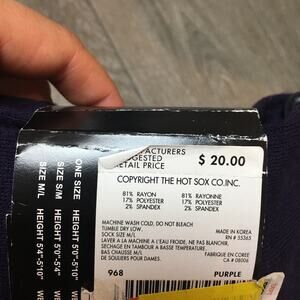 MANUFACTURERS
SUGGESTED
RETAIL PRICE
$ 20.00
COPYRIGHT THE HOT SOX CO.INC.
81% RAYON
17% POLYESTER
2% SPANDEX
81% RAYONNE
17% POLYESTER
2% SPANDEX
MACHINE WASH COLD, DO NOT BLEACH
TUMBLE DRY LOW.
SOCK SIZE M/L
MADE IN KOREA
RN # 55365
LAVER A LA MACHINE A L'EAU FROIDE, NE PAS BLANCHIR,
SECHAGE EN TAMBOUR A BASSE TEMPERATURE.
BAS CHAUSSE M/L
DE SOULIERS POUR DAMES.
FABRIQUE EN COREE
968
PURPLE
ONE SIZE
HEIGHT 5'0"-5'10"
SIZE S/M
HEIGHT 5'0"-5'4"
SIZE M/L
HEIGHT 5'4"-5'10"